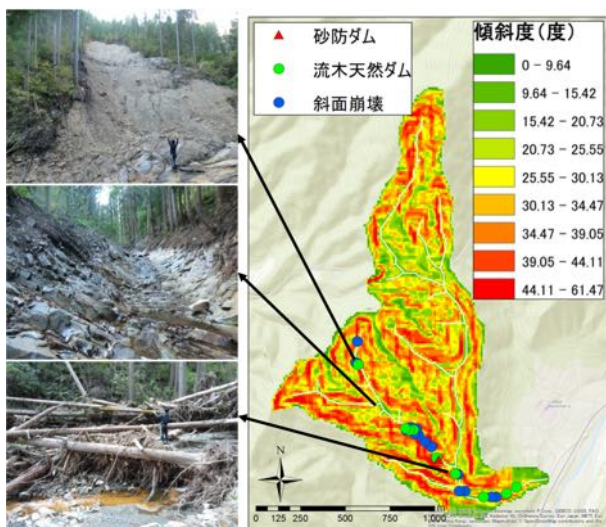 砂防ダム
流木天然ダム
斜面崩壊
傾斜度(度)
0 - 9.64
9.64 - 15.42
15.42 - 20.73
20.73 - 25.55
25.55 - 30.13
30.13 - 34.47
34.47 - 39.05
39.05 - 44.11
44.11 - 61.47
N
0 250 500 1,000